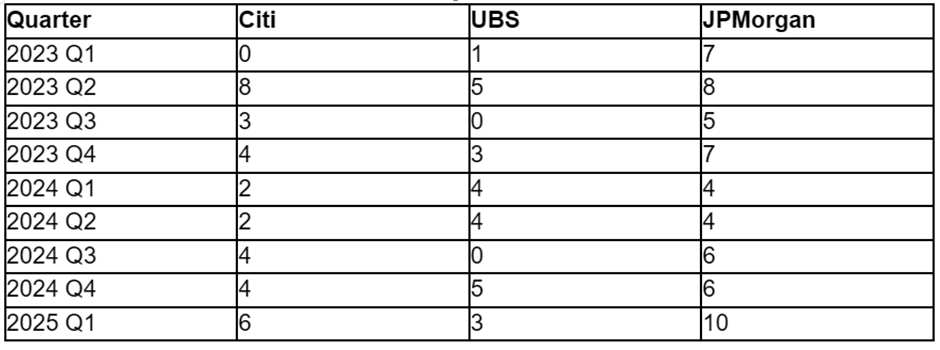 Quarter Citi UBS JPMorgan
2023 Q1 0 1 7
2023 Q2 8 5 8
2023 Q3 3 0 5
2023 Q4 4 3 7
2024 Q1 2 4 4
2024 Q2 2 4 4
2024 Q3 4 0 6
2024 Q4 4 5 6
2025 Q1 6 3 10